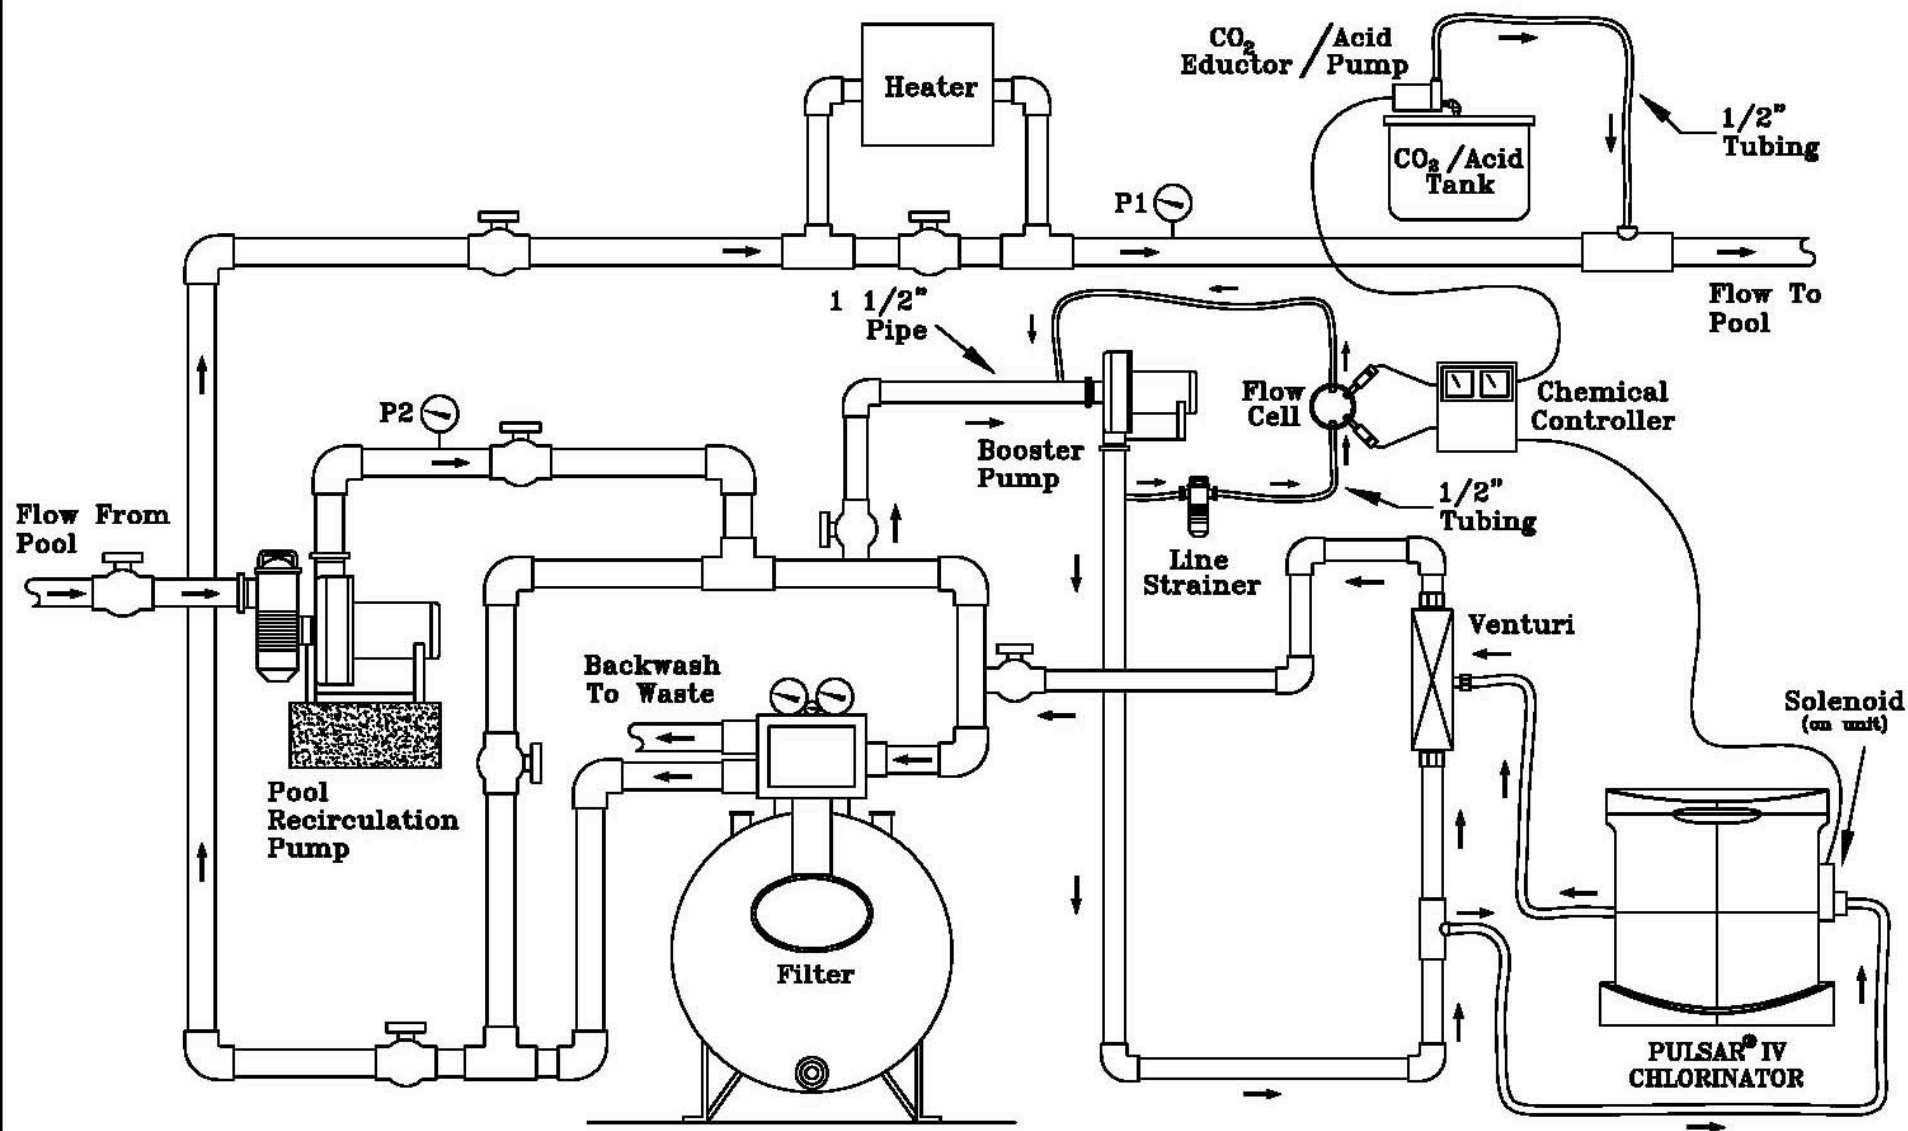 CO₂ /Acid
Eductor / Pump
Heater
1/2"
Tubing
CO₂ /Acid
Tank
P1
1 1/2"
Pipe
Flow To
Pool
P2
Flow
Cell
Chemical
Controller
Booster
Pump
1/2"
Tubing
Flow From
Pool
Line
Strainer
Venturi
Backwash
To Waste
Solenoid
(on unit)
Pool
Recirculation
Pump
Filter
PULSAR® IV
CHLORINATOR